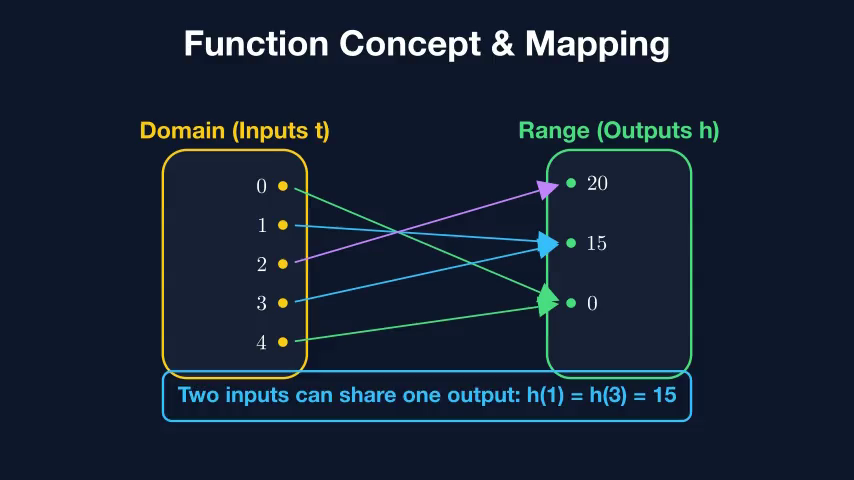 Function Concept & Mapping
Domain (Inputs t)
Range (Outputs h)
0
1
2
3
4
20
15
0
Two inputs can share one output: h(1) = h(3) = 15